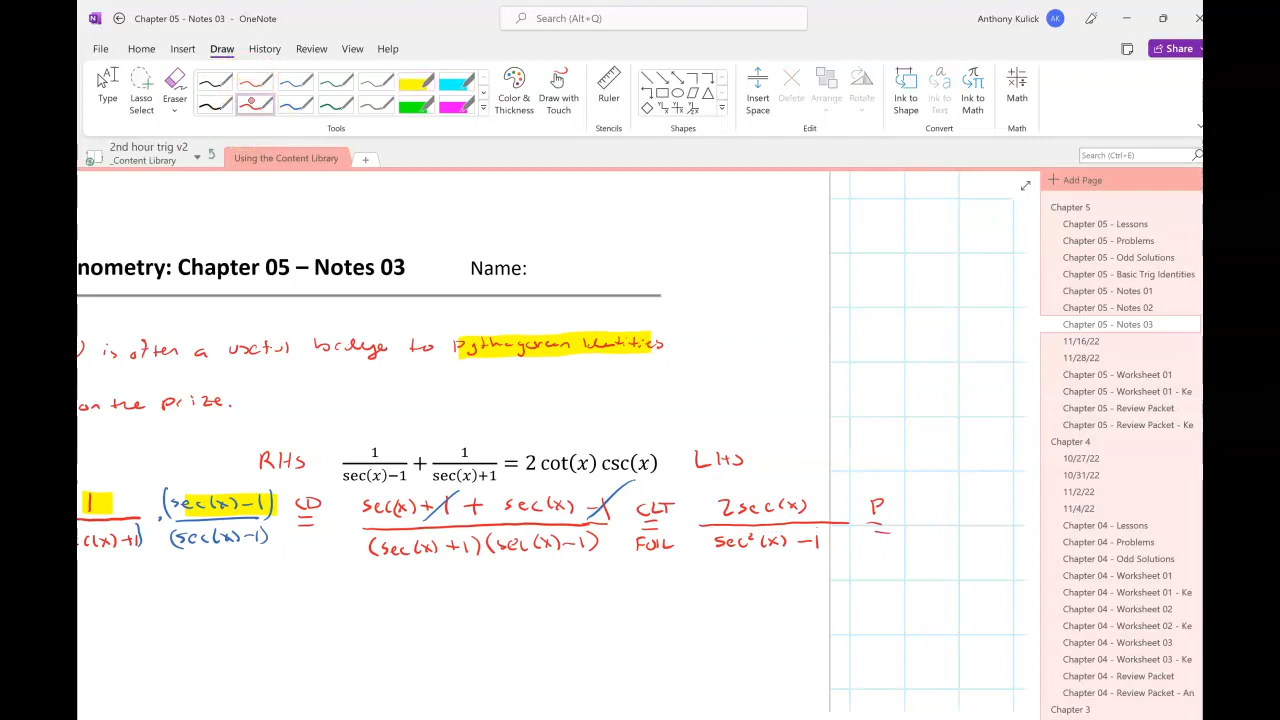 Chapter 05 - Notes 03 - OneNote
Search (Alt+Q)
Anthony Kulick AK
File Home Insert Draw History Review View Help
Share
Type Lasso Select Eraser Color & Thickness Draw with Touch Ruler Insert Space Delete Arrange Rotate Ink to Shape Ink to Text Ink to Math Math
Tools Stencils Shapes Edit Convert Math
2nd hour trig v2
_Content Library
Using the Content Library
Search (Ctrl+E)
Add Page
Chapter 5
Chapter 05 - Lessons
Chapter 05 - Problems
Chapter 05 - Odd Solutions
Chapter 05 - Basic Trig Identities
Chapter 05 - Notes 01
Chapter 05 - Notes 02
Chapter 05 - Notes 03
11/16/22
11/28/22
Chapter 05 - Worksheet 01
Chapter 05 - Worksheet 01 - Ke
Chapter 05 - Review Packet
Chapter 05 - Review Packet - Ke
Chapter 4
10/27/22
10/31/22
11/2/22
11/4/22
Chapter 04 - Lessons
Chapter 04 - Problems
Chapter 04 - Odd Solutions
Chapter 04 - Worksheet 01
Chapter 04 - Worksheet 01 - Ke
Chapter 04 - Worksheet 02
Chapter 04 - Worksheet 02 - Ke
Chapter 04 - Worksheet 03
Chapter 04 - Worksheet 03 - Ke
Chapter 04 - Review Packet
Chapter 04 - Review Packet - An
Chapter 3
nometry: Chapter 05 – Notes 03 Name:
is often a useful bridge to Pythagorean Identities
on the prize.
RHS 1/(sec(x)−1) + 1/(sec(x)+1) = 2 cot(x) csc(x) LHS
1/(sec(x)+1) · (sec(x)-1)/(sec(x)-1) CD = (sec(x)+1 + sec(x)-1)/((sec(x)+1)(sec(x)-1)) CLT = FOIL 2sec(x)/(sec²(x)-1) P =